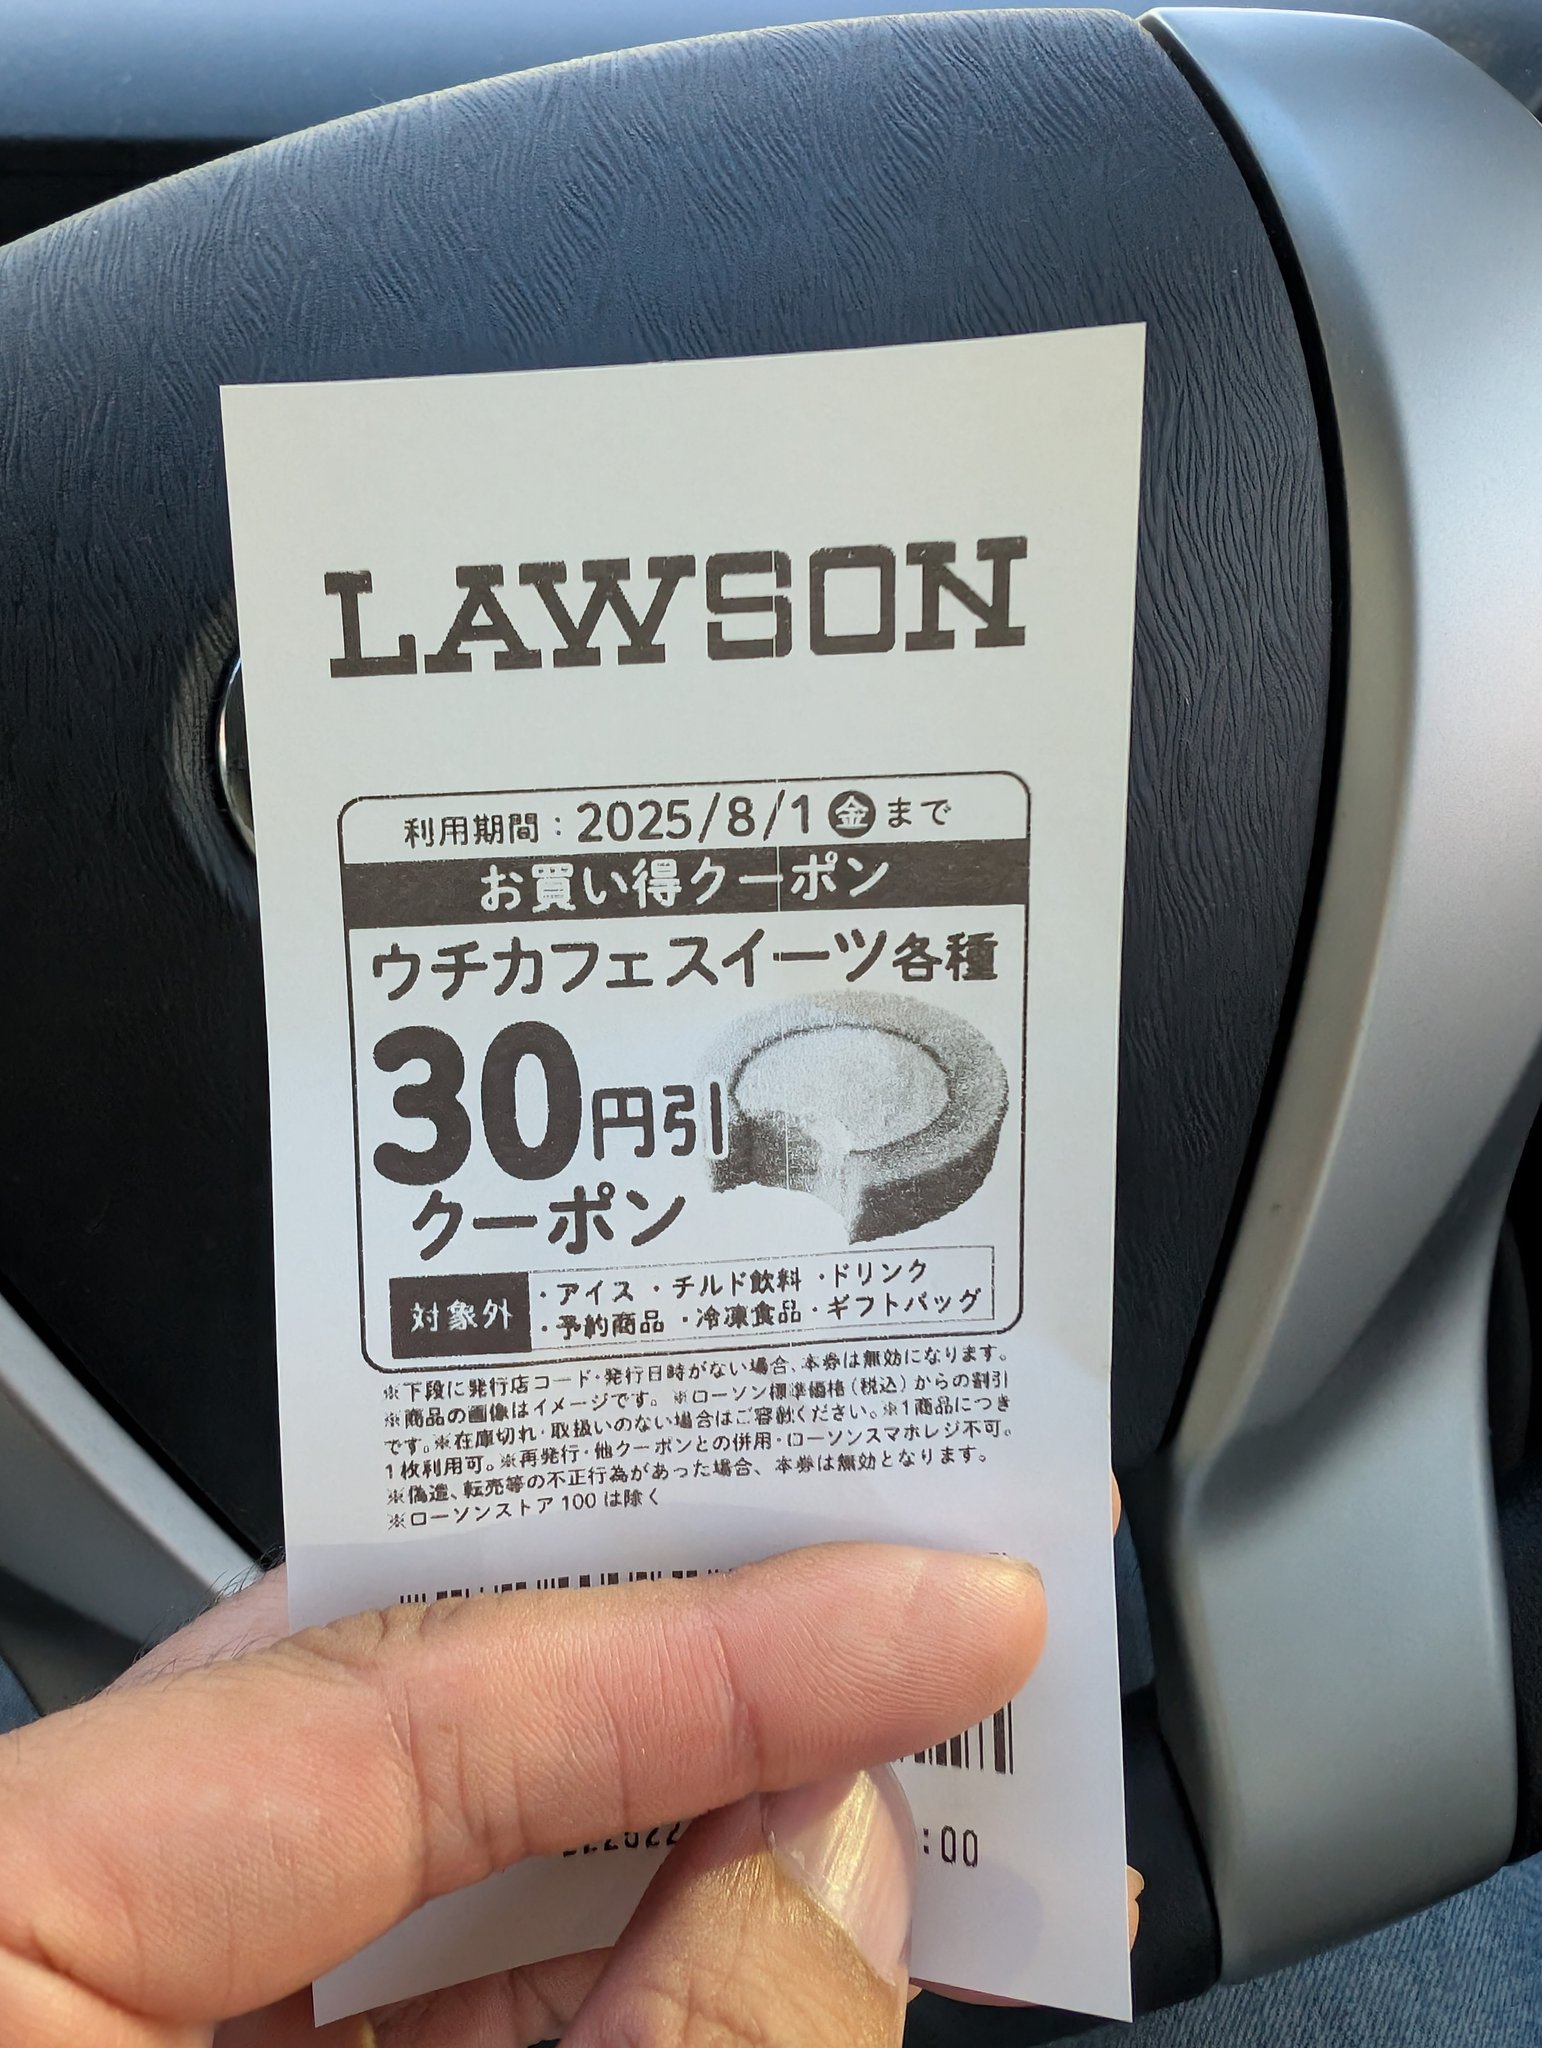 LAWSON
利用期間：2025/8/1㊎まで
お買い得クーポン
ウチカフェスイーツ各種
30円引
クーポン
対象外
・アイス ・チルド飲料 ・ドリンク
・予約商品 ・冷凍食品 ・ギフトバッグ
※下段に発行店コード・発行日時がない場合、本券は無効になります。
※商品の画像はイメージです。※ローソン標準価格(税込)からの割引
です。※在庫切れ・取扱いのない場合はご容赦ください。※1商品につき
1枚利用可。※再発行・他クーポンとの併用・ローソンスマホレジ不可。
※偽造、転売等の不正行為があった場合、本券は無効となります。
※ローソンストア100は除く
:00